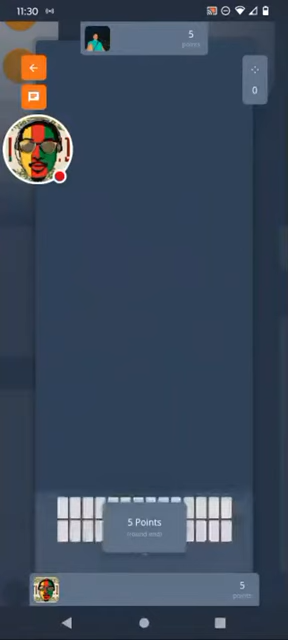 11:30
5
points
0
5 Points
round end
5
points